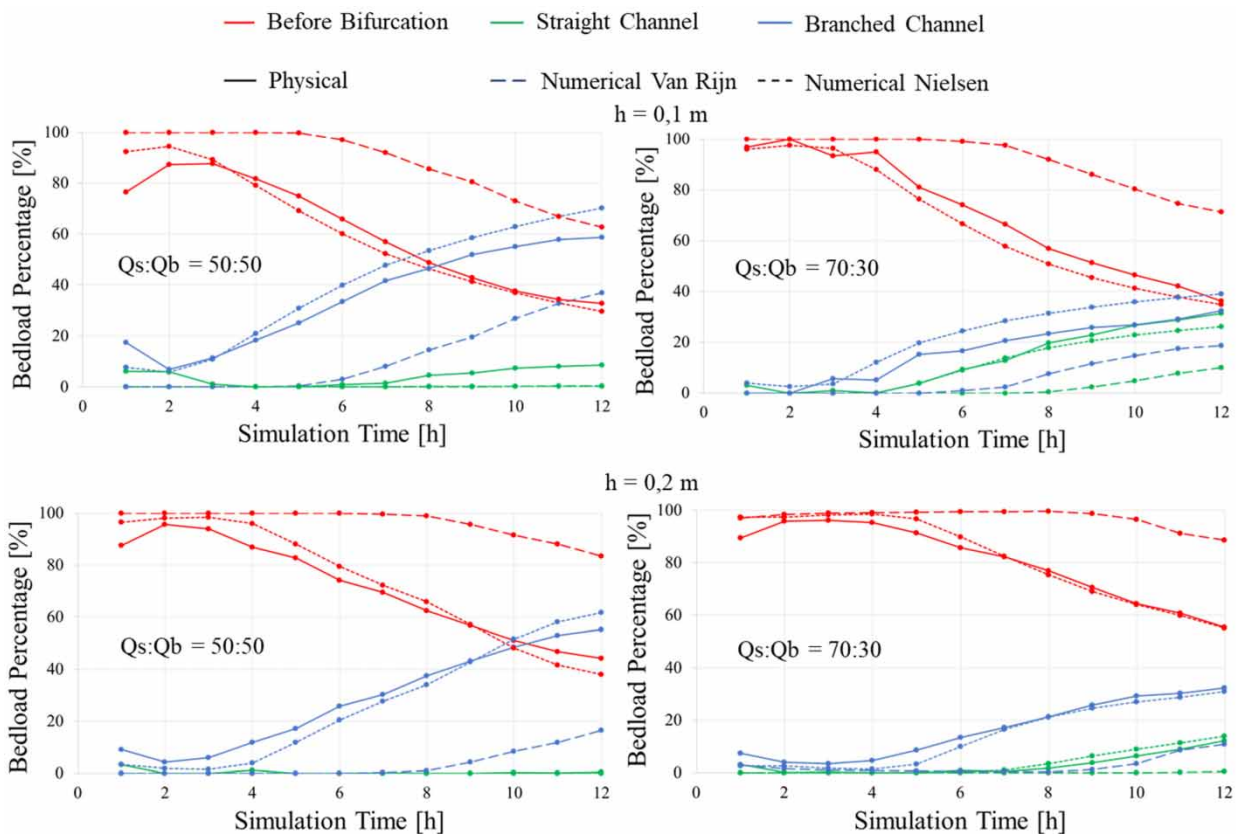 Before Bifurcation Straight Channel Branched Channel
Physical Numerical Van Rijn Numerical Nielsen
h = 0,1 m
Bedload Percentage [%]
100
80
60
40
20
0
Qs:Qb = 50:50
0 2 4 6 8 10 12
Simulation Time [h]
Bedload Percentage [%]
100
80
60
40
20
0
Qs:Qb = 70:30
0 2 4 6 8 10 12
Simulation Time [h]
h = 0,2 m
Bedload Percentage [%]
100
80
60
40
20
0
Qs:Qb = 50:50
0 2 4 6 8 10 12
Simulation Time [h]
Bedload Percentage [%]
100
80
60
40
20
0
Qs:Qb = 70:30
0 2 4 6 8 10 12
Simulation Time [h]